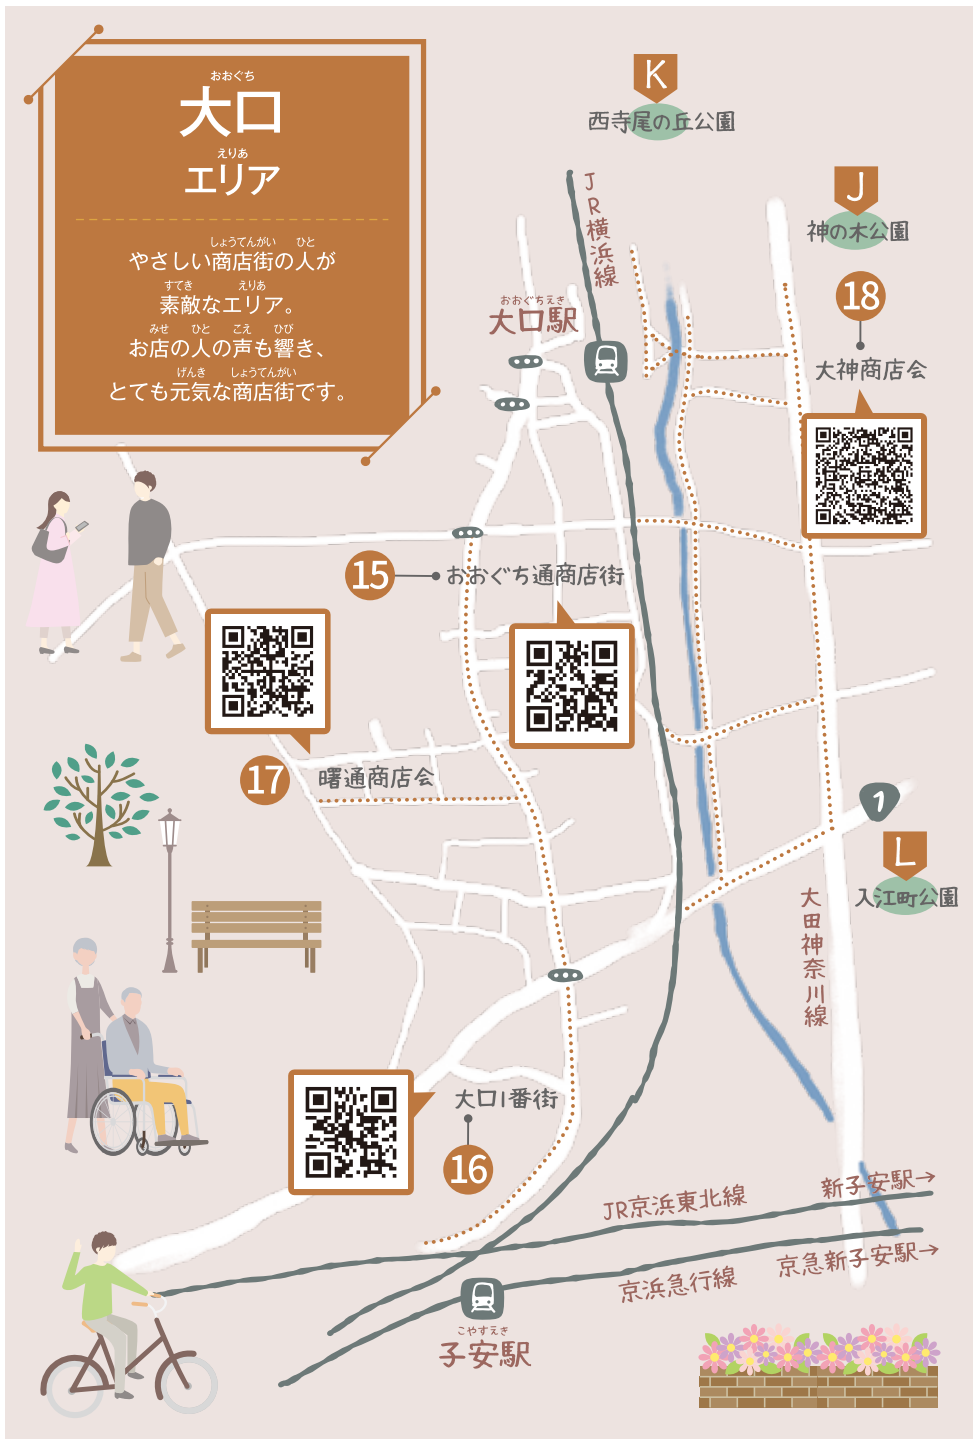 おおぐち
大口
えりあ
エリア
しょうてんがい ひと
やさしい商店街の人が
すてき えりあ
素敵なエリア。
みせ ひと こえ ひび
お店の人の声も響き、
げんき しょうてんがい
とても元気な商店街です。
K
西寺尾の丘公園
J
神の木公園
JR横浜線
おおぐちえき
大口駅
18
大神商店会
15
おおぐち通商店街
17
曙通商店会
1
L
入江町公園
大田神奈川線
大口1番街
16
新子安駅→
JR京浜東北線
京急新子安駅→
京浜急行線
こやすえき
子安駅